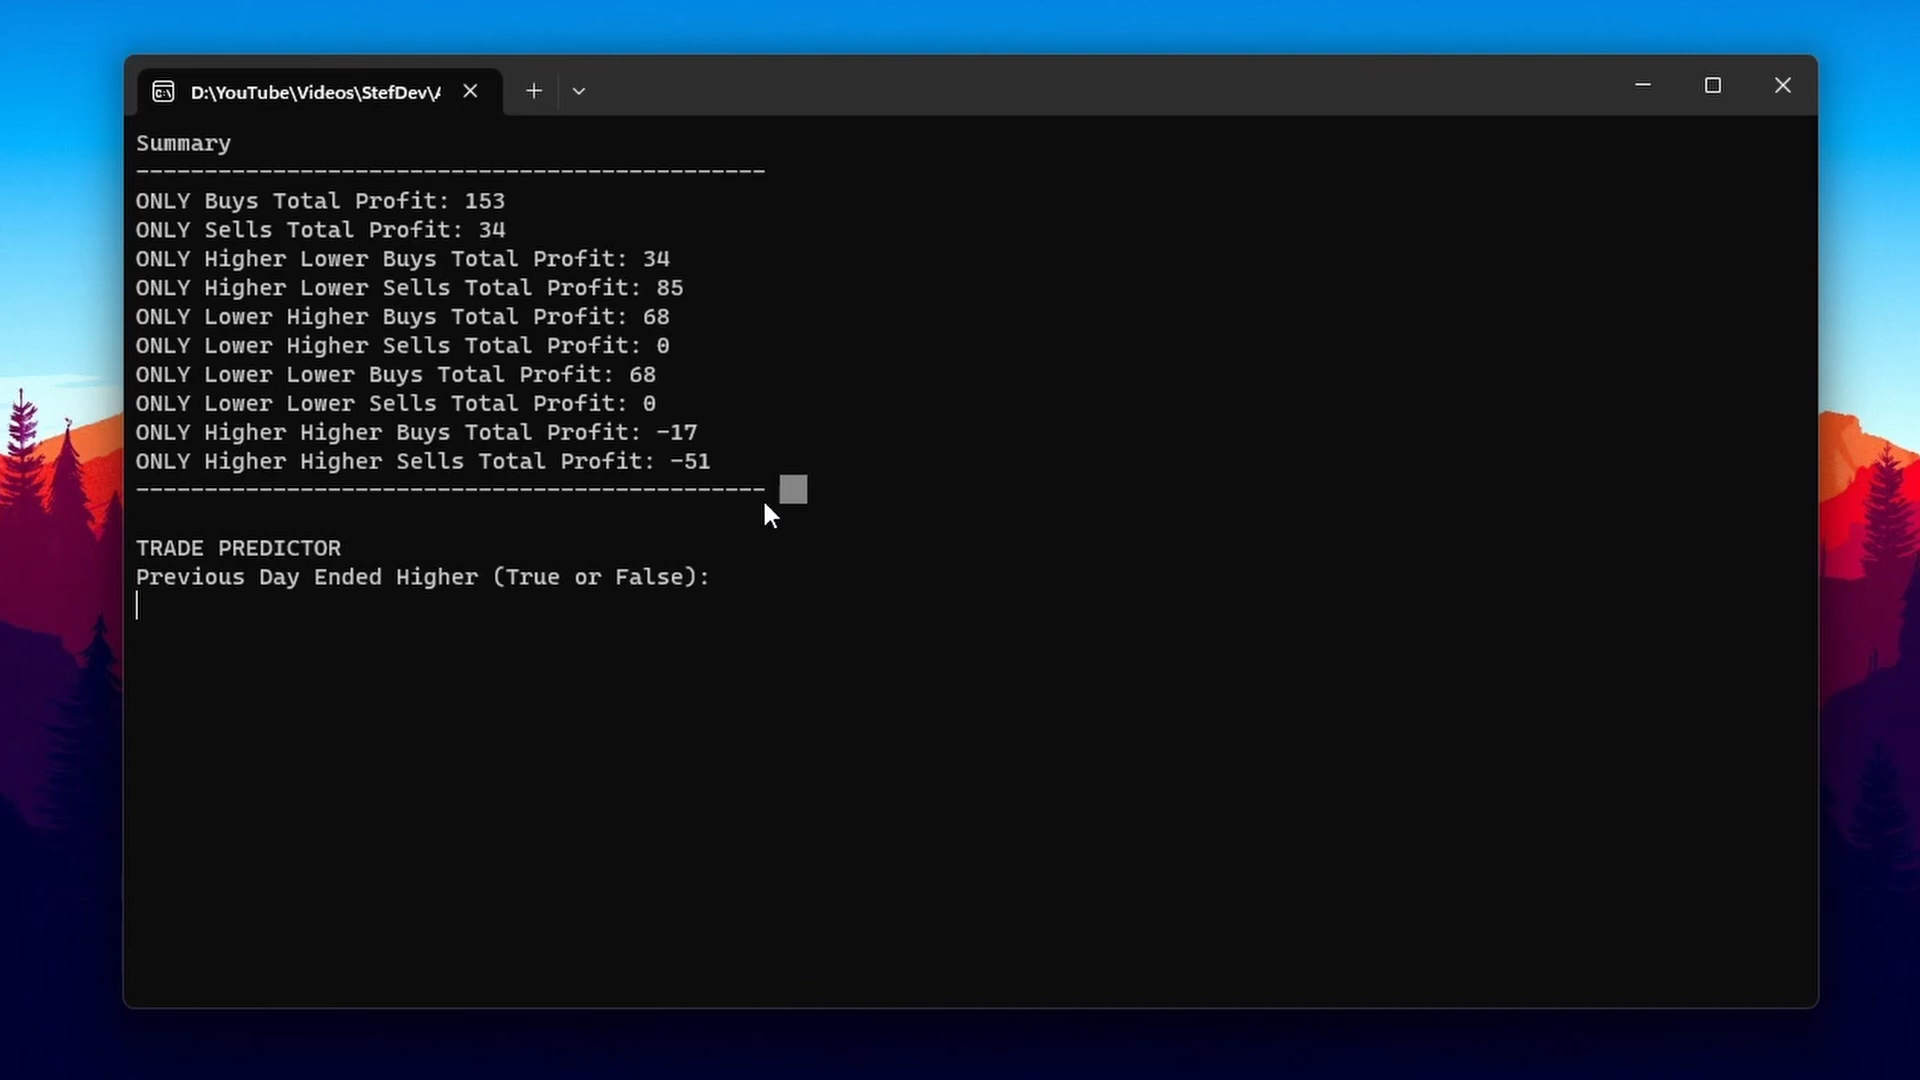 D:\YouTube\Videos\StefDev\
Summary
----------------------------------------------
ONLY Buys Total Profit: 153
ONLY Sells Total Profit: 34
ONLY Higher Lower Buys Total Profit: 34
ONLY Higher Lower Sells Total Profit: 85
ONLY Lower Higher Buys Total Profit: 68
ONLY Lower Higher Sells Total Profit: 0
ONLY Lower Lower Buys Total Profit: 68
ONLY Lower Lower Sells Total Profit: 0
ONLY Higher Higher Buys Total Profit: -17
ONLY Higher Higher Sells Total Profit: -51
----------------------------------------------
TRADE PREDICTOR
Previous Day Ended Higher (True or False):